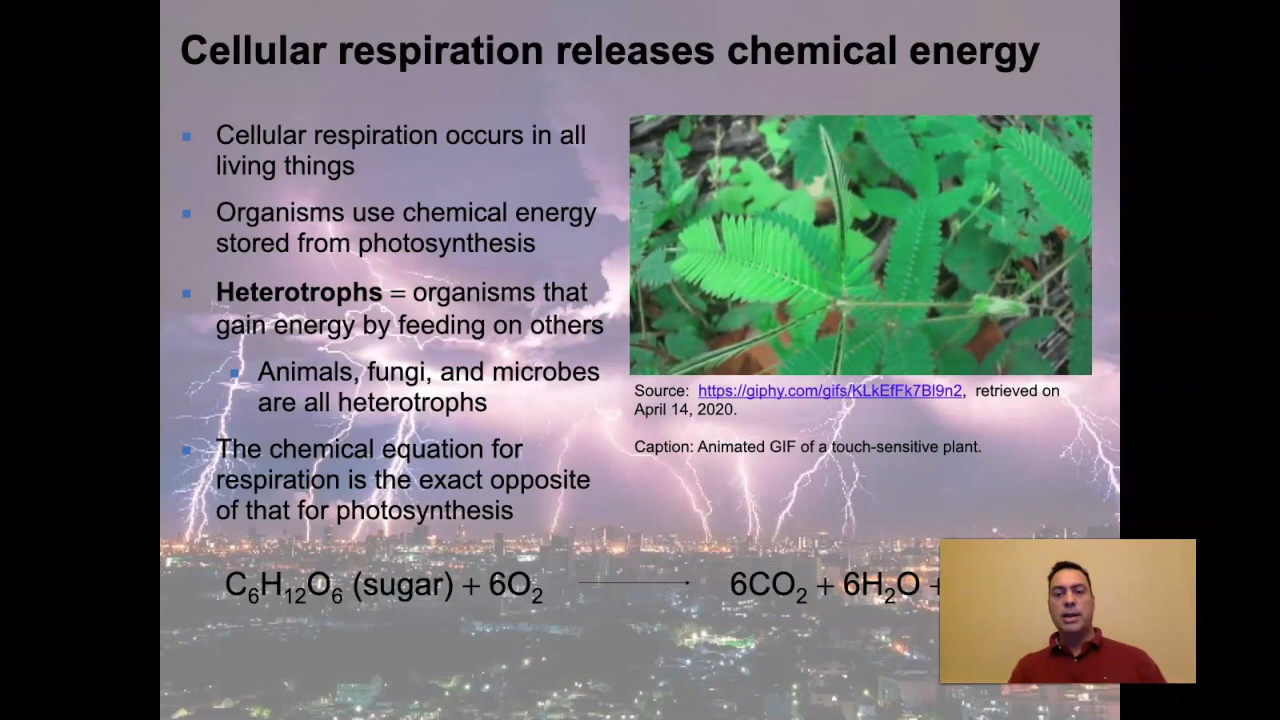 Cellular respiration releases chemical energy
Cellular respiration occurs in all
living things
Organisms use chemical energy
stored from photosynthesis
Heterotrophs = organisms that
gain energy by feeding on others
Animals, fungi, and microbes
are all heterotrophs
The chemical equation for
respiration is the exact opposite
of that for photosynthesis
Source: https://giphy.com/gifs/KLkEfFk7Bl9n2, retrieved on
April 14, 2020.
Caption: Animated GIF of a touch-sensitive plant.
C₆H₁₂O₆ (sugar) + 6O₂ ⟶ 6CO₂ + 6H₂O +